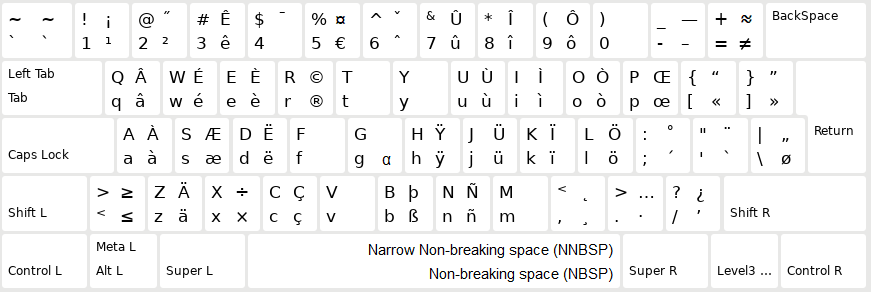 ~ ~ ! ¡ @ ˝ # Ê $ ¯ % ¤ ^ ˇ & Û * Î ( Ô ) _ — + ≈ BackSpace
` ` 1 ¹ 2 ² 3 ê 4 5 € 6 ˆ 7 û 8 î 9 ô 0 - – = ≠
Left Tab Q Â W É E È R © T Y U Ù I Ì O Ò P Œ { “ } ”
Tab q â w é e è r ® t y u ù i ì o ò p œ [ « ] »
A À S Æ D Ë F G H Ÿ J Ü K Ï L Ö : ˚ " ¨ | „ Return
Caps Lock a à s æ d ë f g α h ÿ j ü k ï l ö ; ´ ' ` \ ø
> ≥ Z Ä X ÷ C Ç V B þ N Ñ M < ˛ > … ? ¿
Shift L < ≤ z ä x × c ç v b ß n ñ m , ¸ . · / ’ Shift R
Meta L Narrow Non-breaking space (NNBSP)
Control L Alt L Super L Non-breaking space (NBSP) Super R Level3 ... Control R